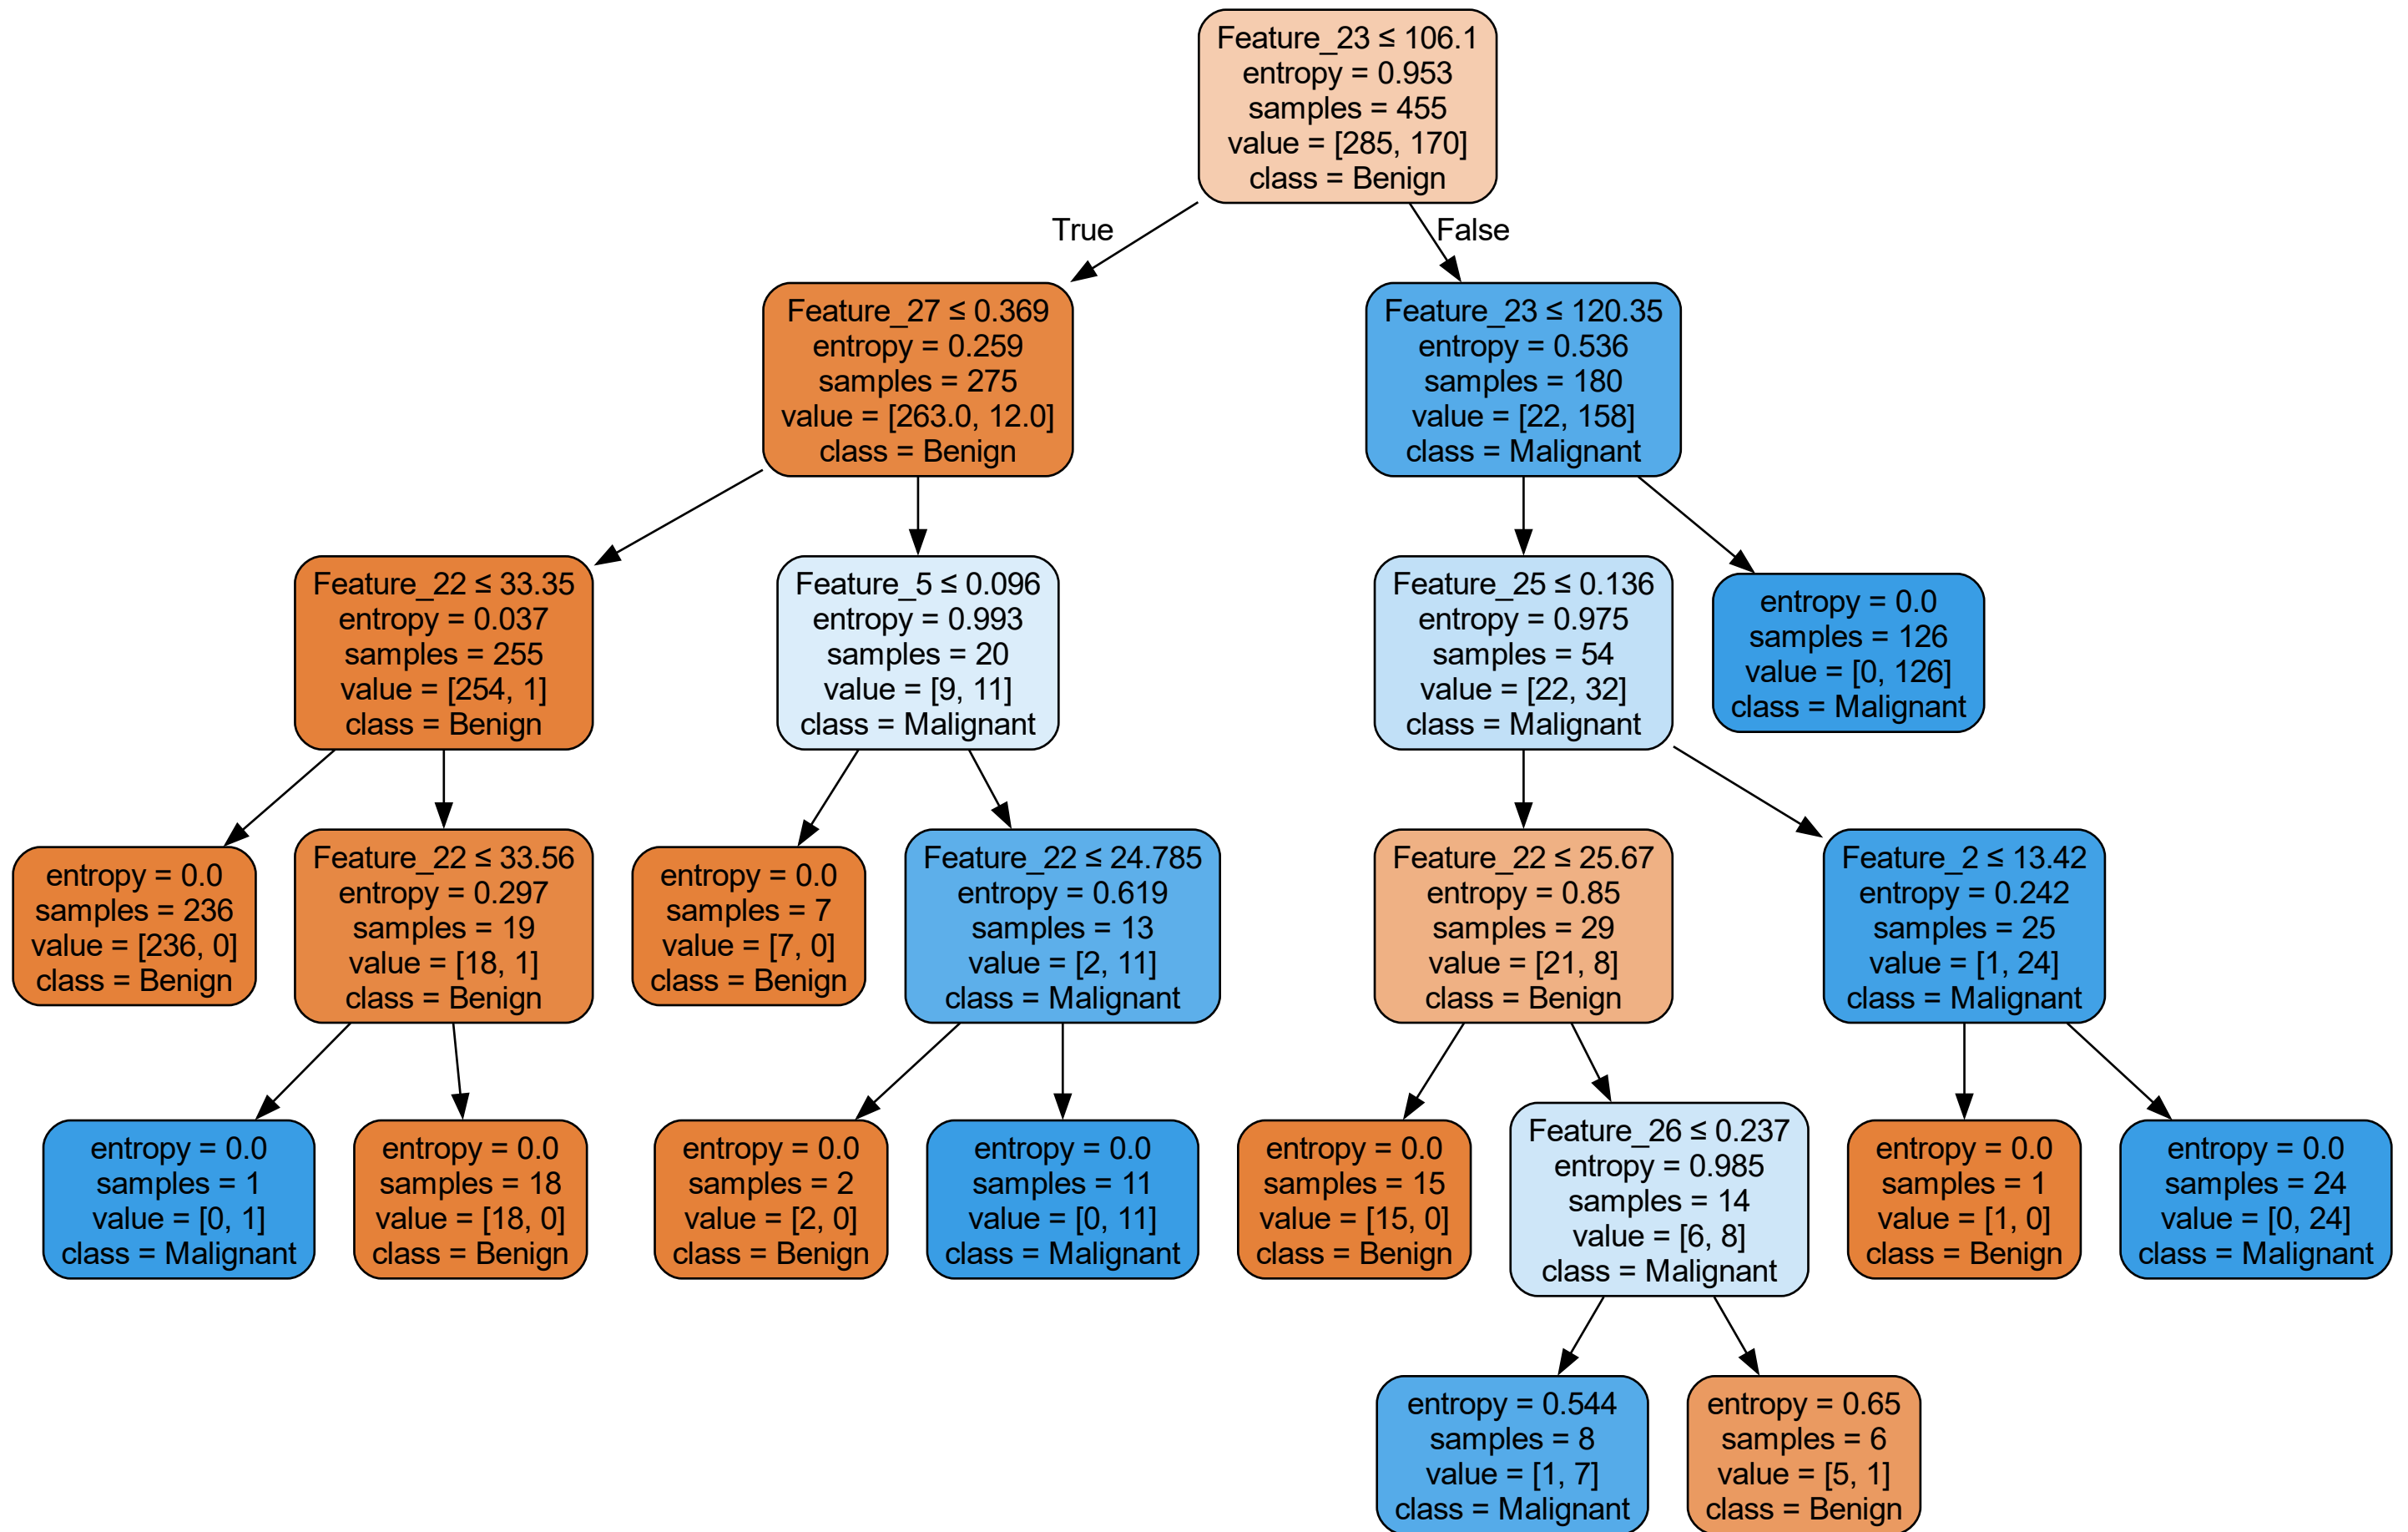 Feature_23 ≤ 106.1
entropy = 0.953
samples = 455
value = [285, 170]
class = Benign
True
False
Feature_27 ≤ 0.369
entropy = 0.259
samples = 275
value = [263.0, 12.0]
class = Benign
Feature_23 ≤ 120.35
entropy = 0.536
samples = 180
value = [22, 158]
class = Malignant
Feature_22 ≤ 33.35
entropy = 0.037
samples = 255
value = [254, 1]
class = Benign
Feature_5 ≤ 0.096
entropy = 0.993
samples = 20
value = [9, 11]
class = Malignant
Feature_25 ≤ 0.136
entropy = 0.975
samples = 54
value = [22, 32]
class = Malignant
entropy = 0.0
samples = 126
value = [0, 126]
class = Malignant
entropy = 0.0
samples = 236
value = [236, 0]
class = Benign
Feature_22 ≤ 33.56
entropy = 0.297
samples = 19
value = [18, 1]
class = Benign
entropy = 0.0
samples = 7
value = [7, 0]
class = Benign
Feature_22 ≤ 24.785
entropy = 0.619
samples = 13
value = [2, 11]
class = Malignant
Feature_22 ≤ 25.67
entropy = 0.85
samples = 29
value = [21, 8]
class = Benign
Feature_2 ≤ 13.42
entropy = 0.242
samples = 25
value = [1, 24]
class = Malignant
entropy = 0.0
samples = 1
value = [0, 1]
class = Malignant
entropy = 0.0
samples = 18
value = [18, 0]
class = Benign
entropy = 0.0
samples = 2
value = [2, 0]
class = Benign
entropy = 0.0
samples = 11
value = [0, 11]
class = Malignant
entropy = 0.0
samples = 15
value = [15, 0]
class = Benign
Feature_26 ≤ 0.237
entropy = 0.985
samples = 14
value = [6, 8]
class = Malignant
entropy = 0.0
samples = 1
value = [1, 0]
class = Benign
entropy = 0.0
samples = 24
value = [0, 24]
class = Malignant
entropy = 0.544
samples = 8
value = [1, 7]
class = Malignant
entropy = 0.65
samples = 6
value = [5, 1]
class = Benign